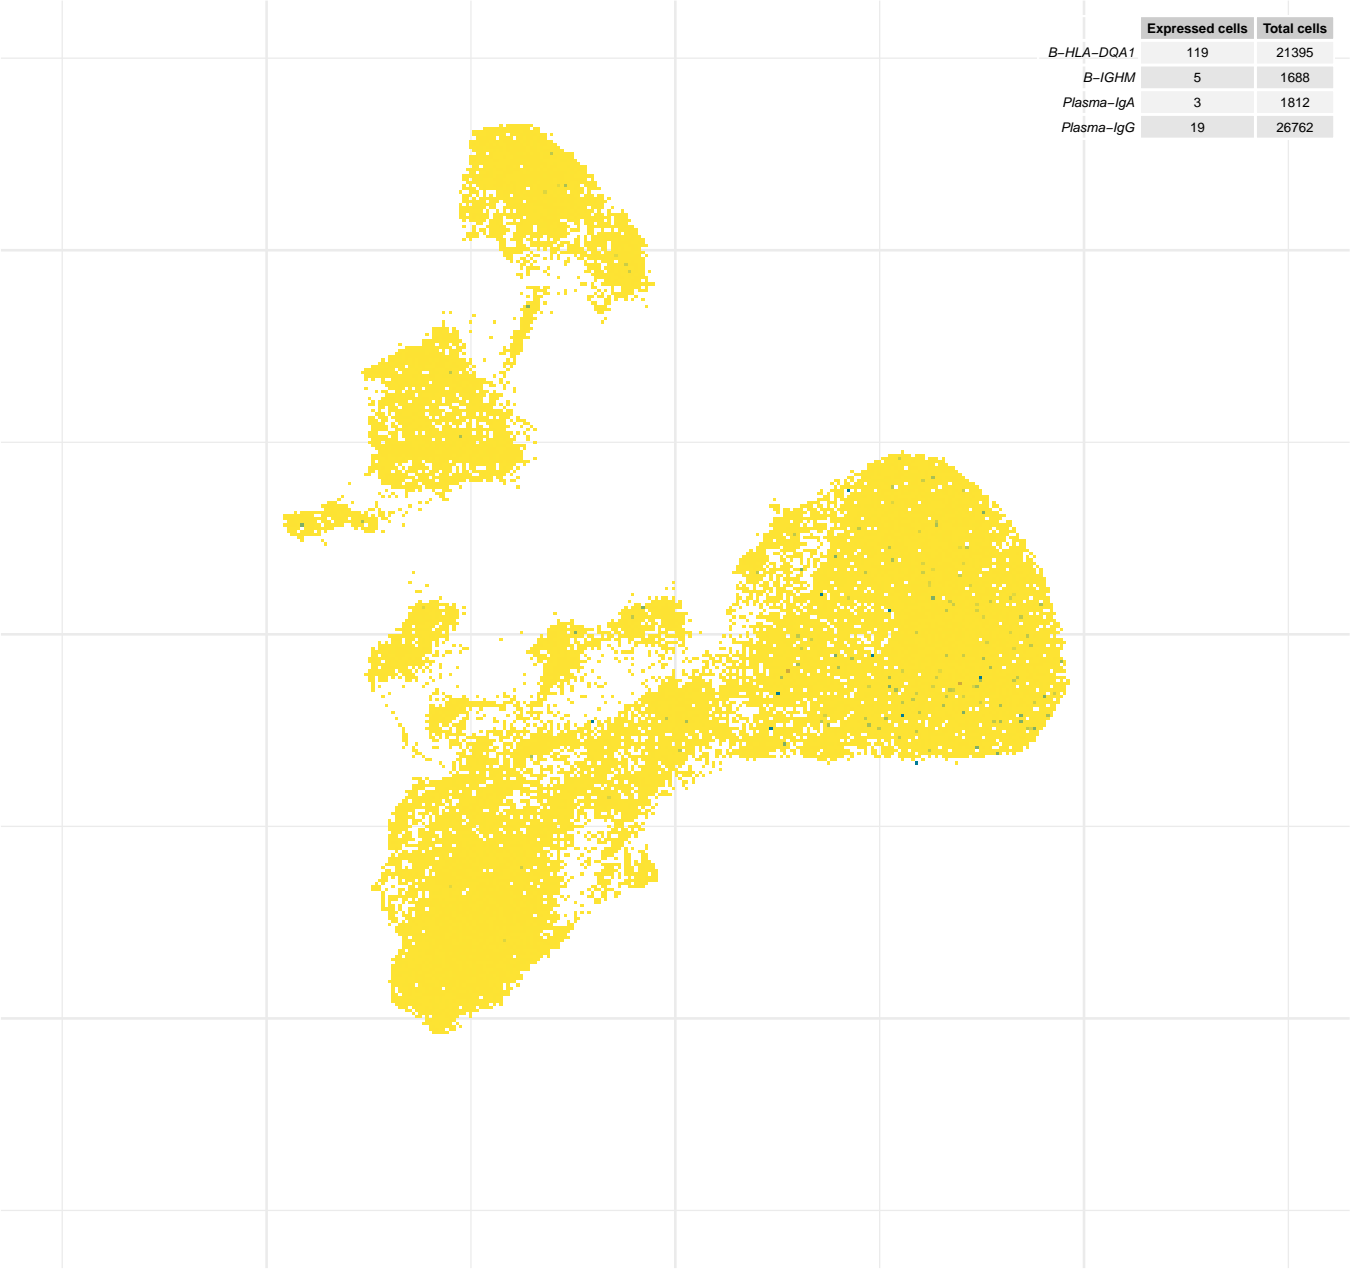 Expressed cells Total cells
B−HLA−DQA1 119 21395
B−IGHM 5 1688
Plasma−IgA 3 1812
Plasma−IgG 19 26762